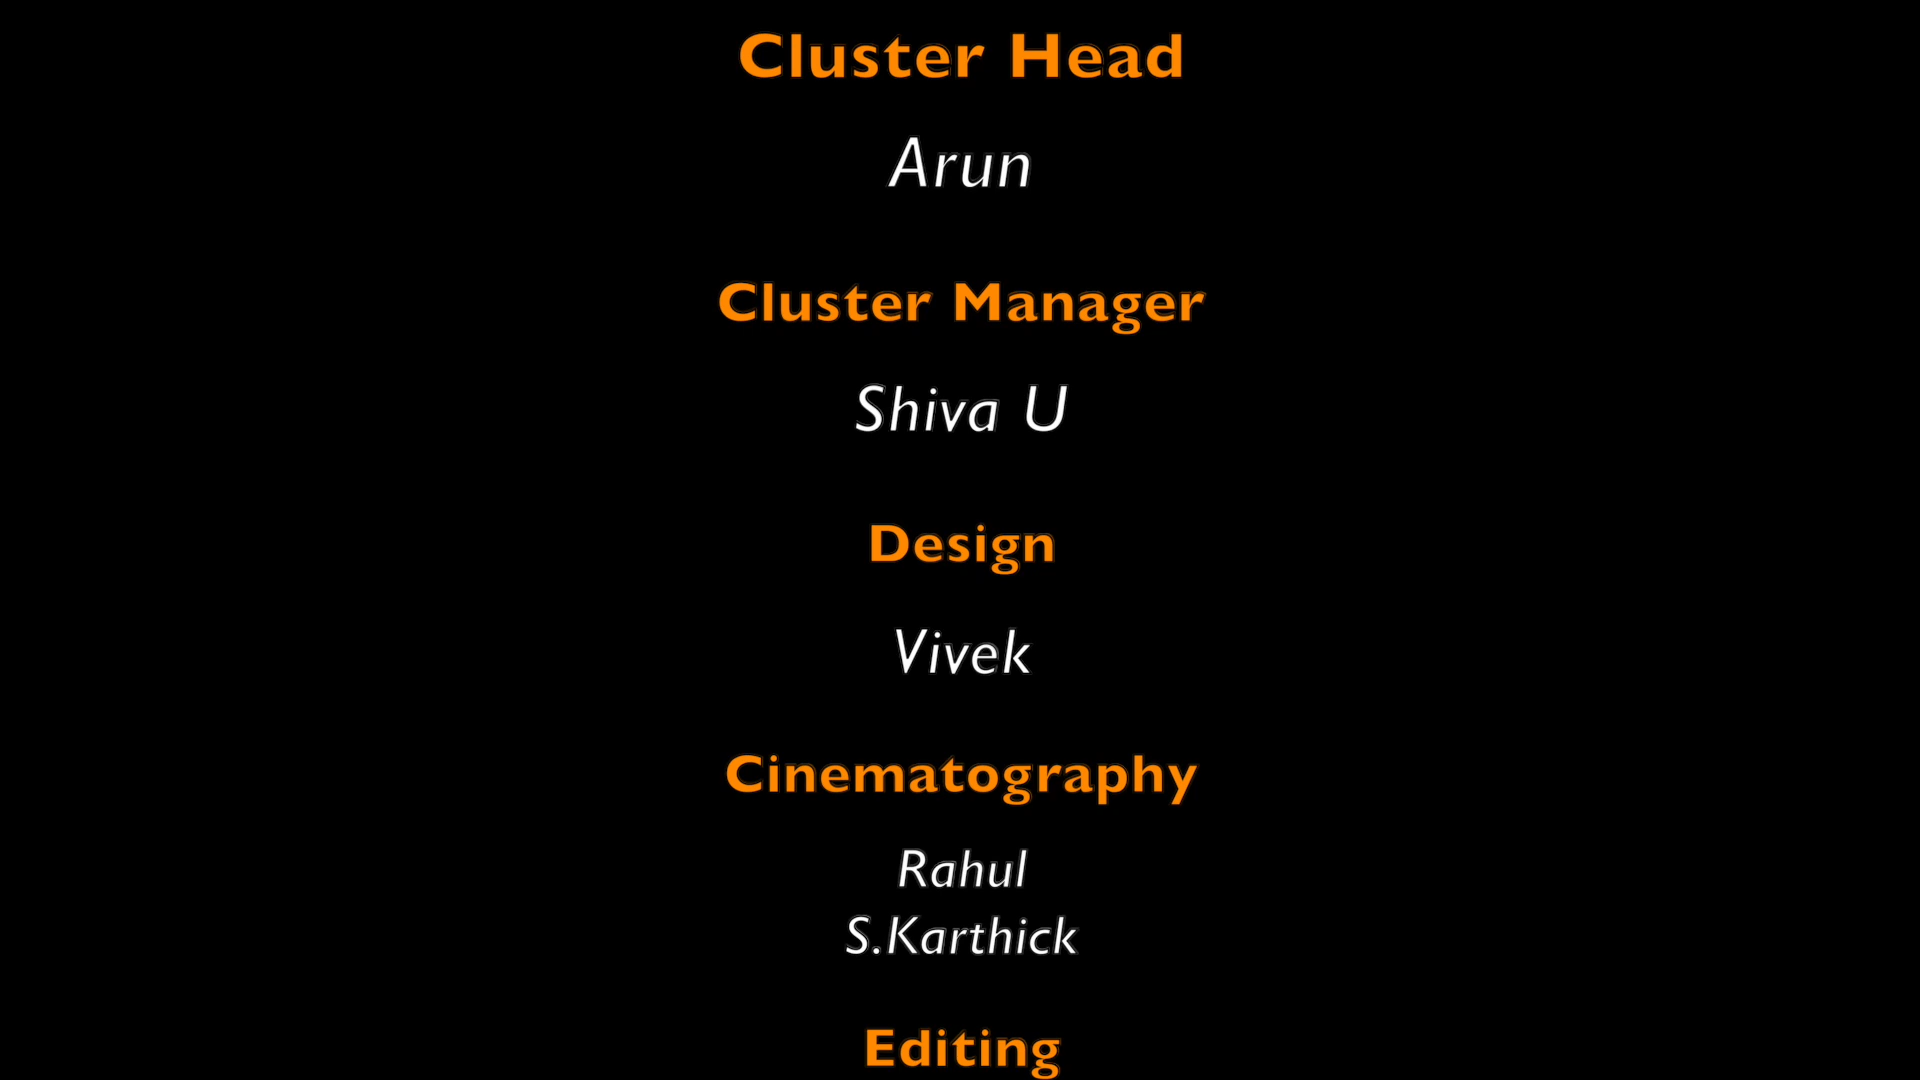 Cluster Head
Arun
Cluster Manager
Shiva U
Design
Vivek
Cinematography
Rahul
S.Karthick
Editing